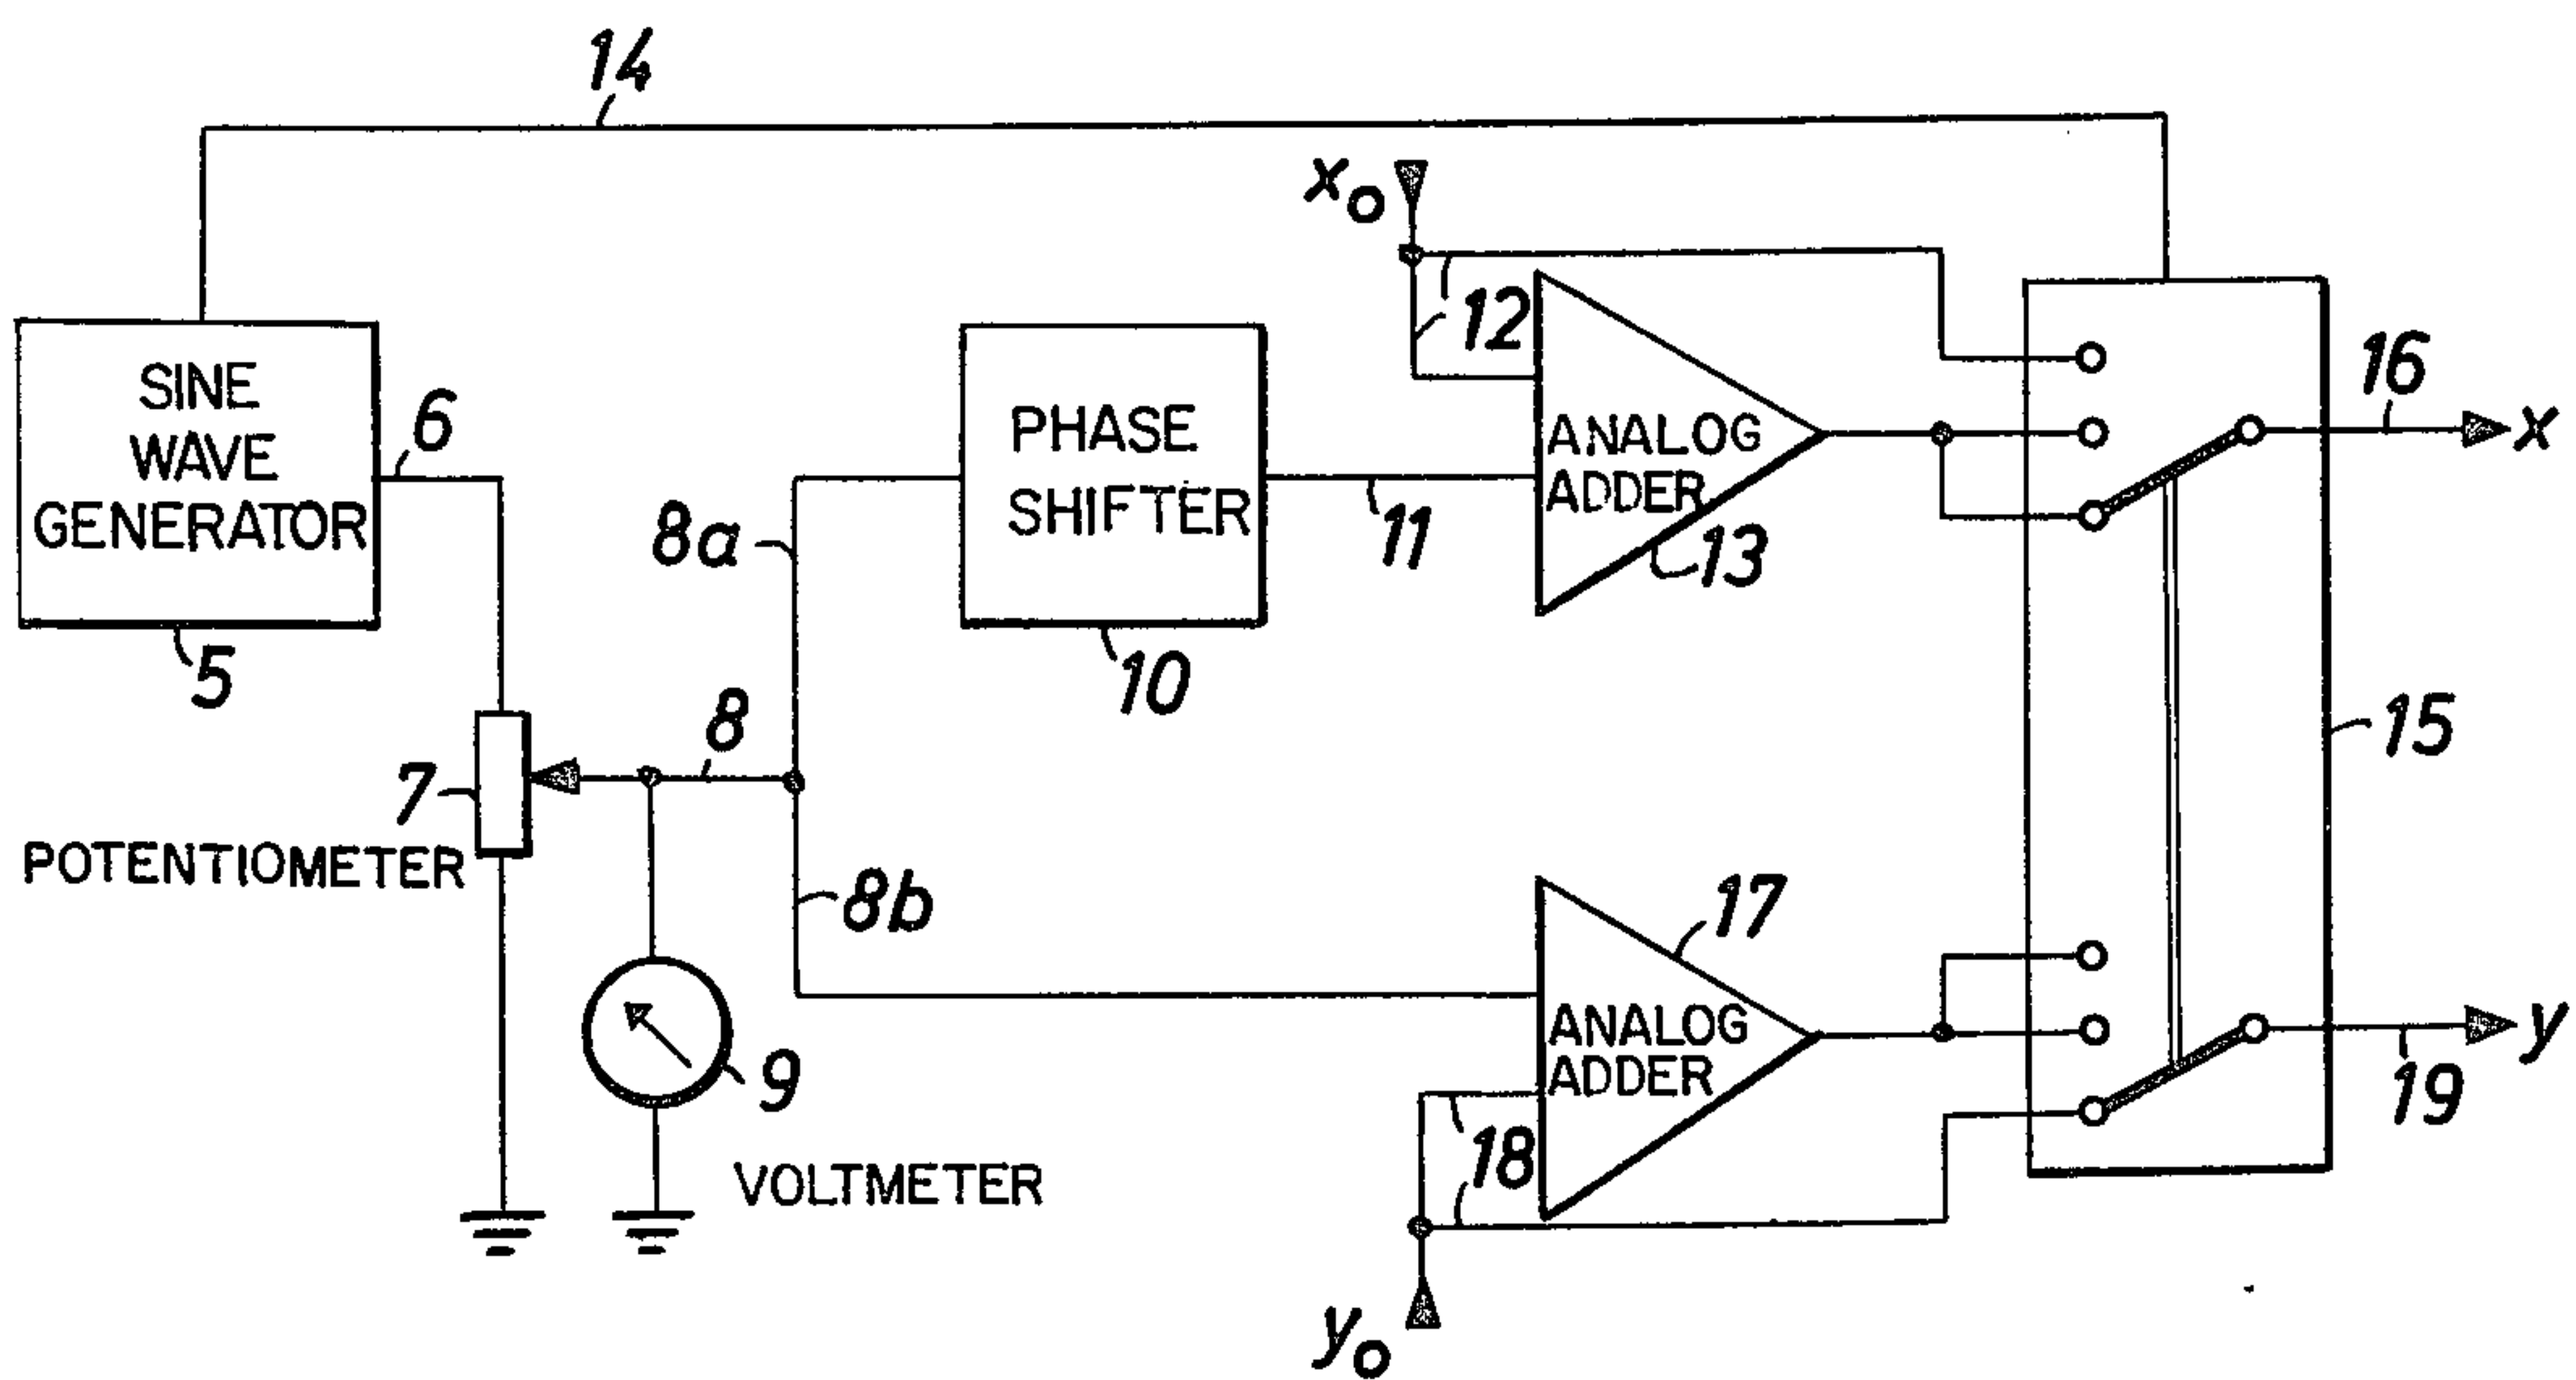 14
x₀
SINE
WAVE
GENERATOR
5
6
PHASE
SHIFTER
10
8a
11
12
ANALOG
ADDER
13
16
x
7
POTENTIOMETER
8
8b
9
VOLTMETER
15
17
ANALOG
ADDER
18
y₀
19
y